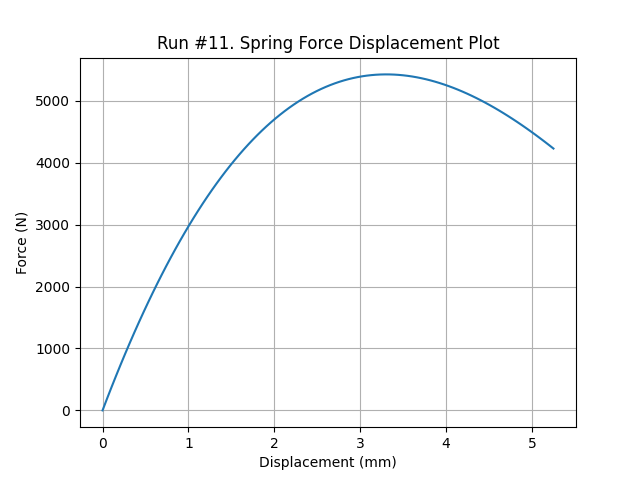 Run #11. Spring Force Displacement Plot
5000
4000
3000
2000
1000
0
Force (N)
0 1 2 3 4 5
Displacement (mm)